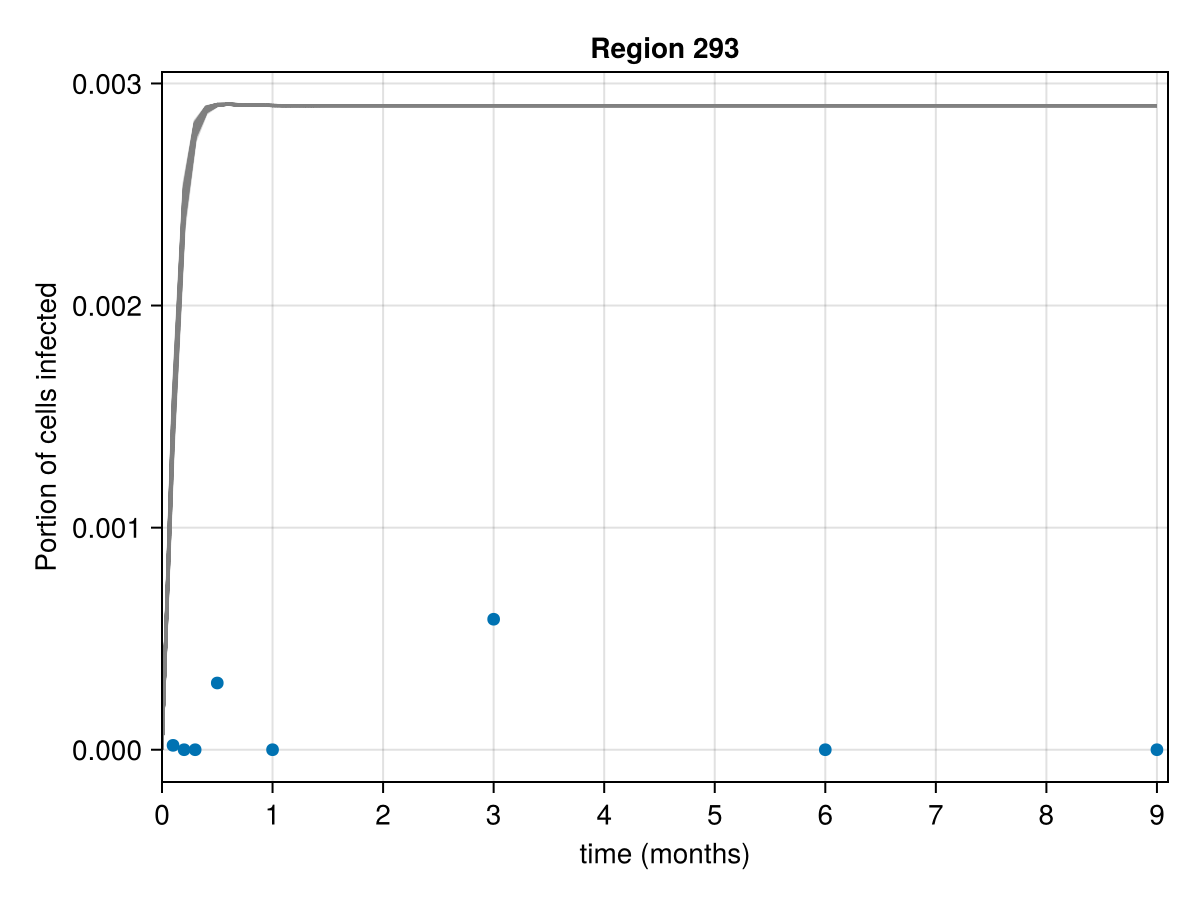 Region 293
0.003
0.002
0.001
0.000
Portion of cells infected
0 1 2 3 4 5 6 7 8 9
time (months)